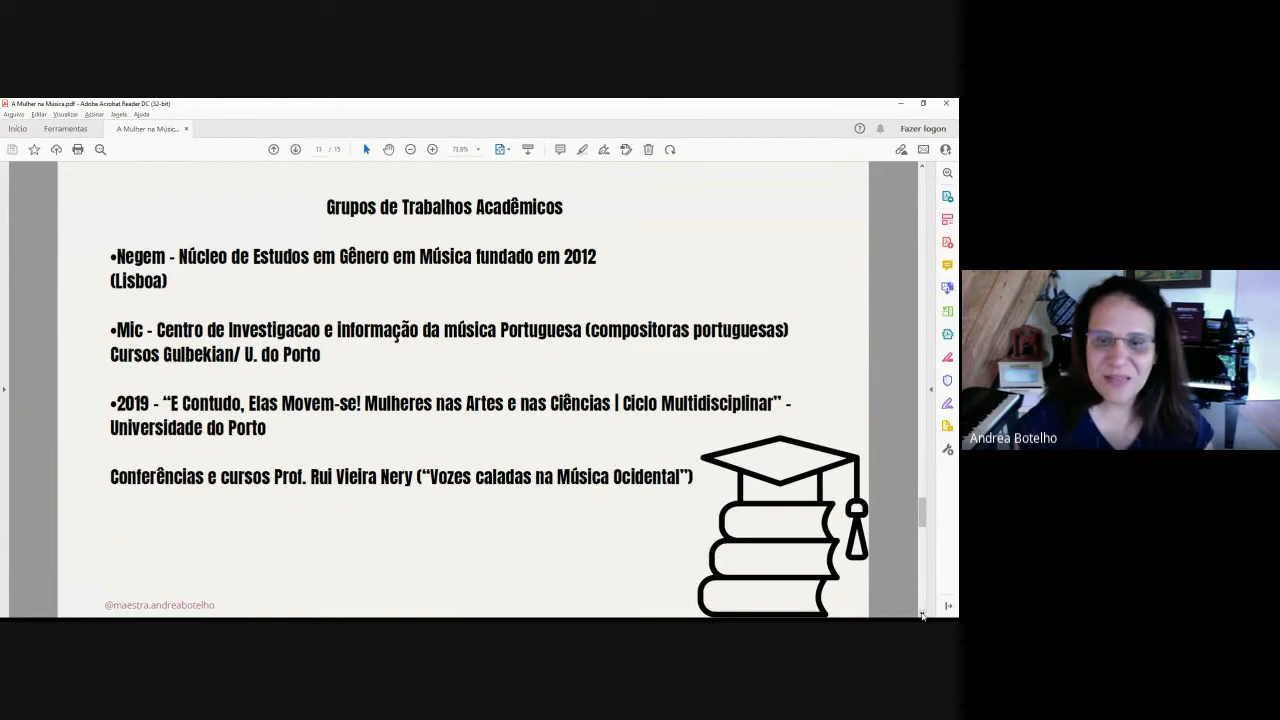 A Mulher na Música.pdf - Adobe Acrobat Reader DC (32-bit)
Arquivo Editar Visualizar Assinar Janela Ajuda
Início Ferramentas A Mulher na Músic... × Fazer logon
13 / 15 73,8%
Grupos de Trabalhos Acadêmicos
•Negem - Núcleo de Estudos em Gênero em Música fundado em 2012
(Lisboa)
•Mic - Centro de Investigacao e informação da música Portuguesa (compositoras portuguesas)
Cursos Gulbekian/ U. do Porto
•2019 - “E Contudo, Elas Movem-se! Mulheres nas Artes e nas Ciências | Ciclo Multidisciplinar” -
Universidade do Porto
Conferências e cursos Prof. Rui Vieira Nery (“Vozes caladas na Música Ocidental”)
@maestra.andreabotelho
Andréa Botelho